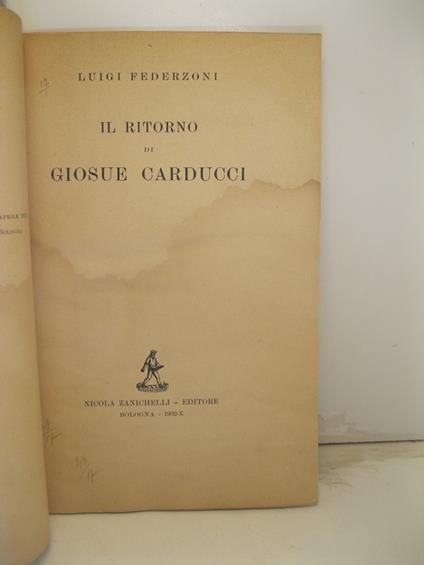 LUIGI FEDERZONI
IL RITORNO
DI
GIOSUE CARDUCCI
NICOLA ZANICHELLI - EDITORE
BOLOGNA - 1932-X